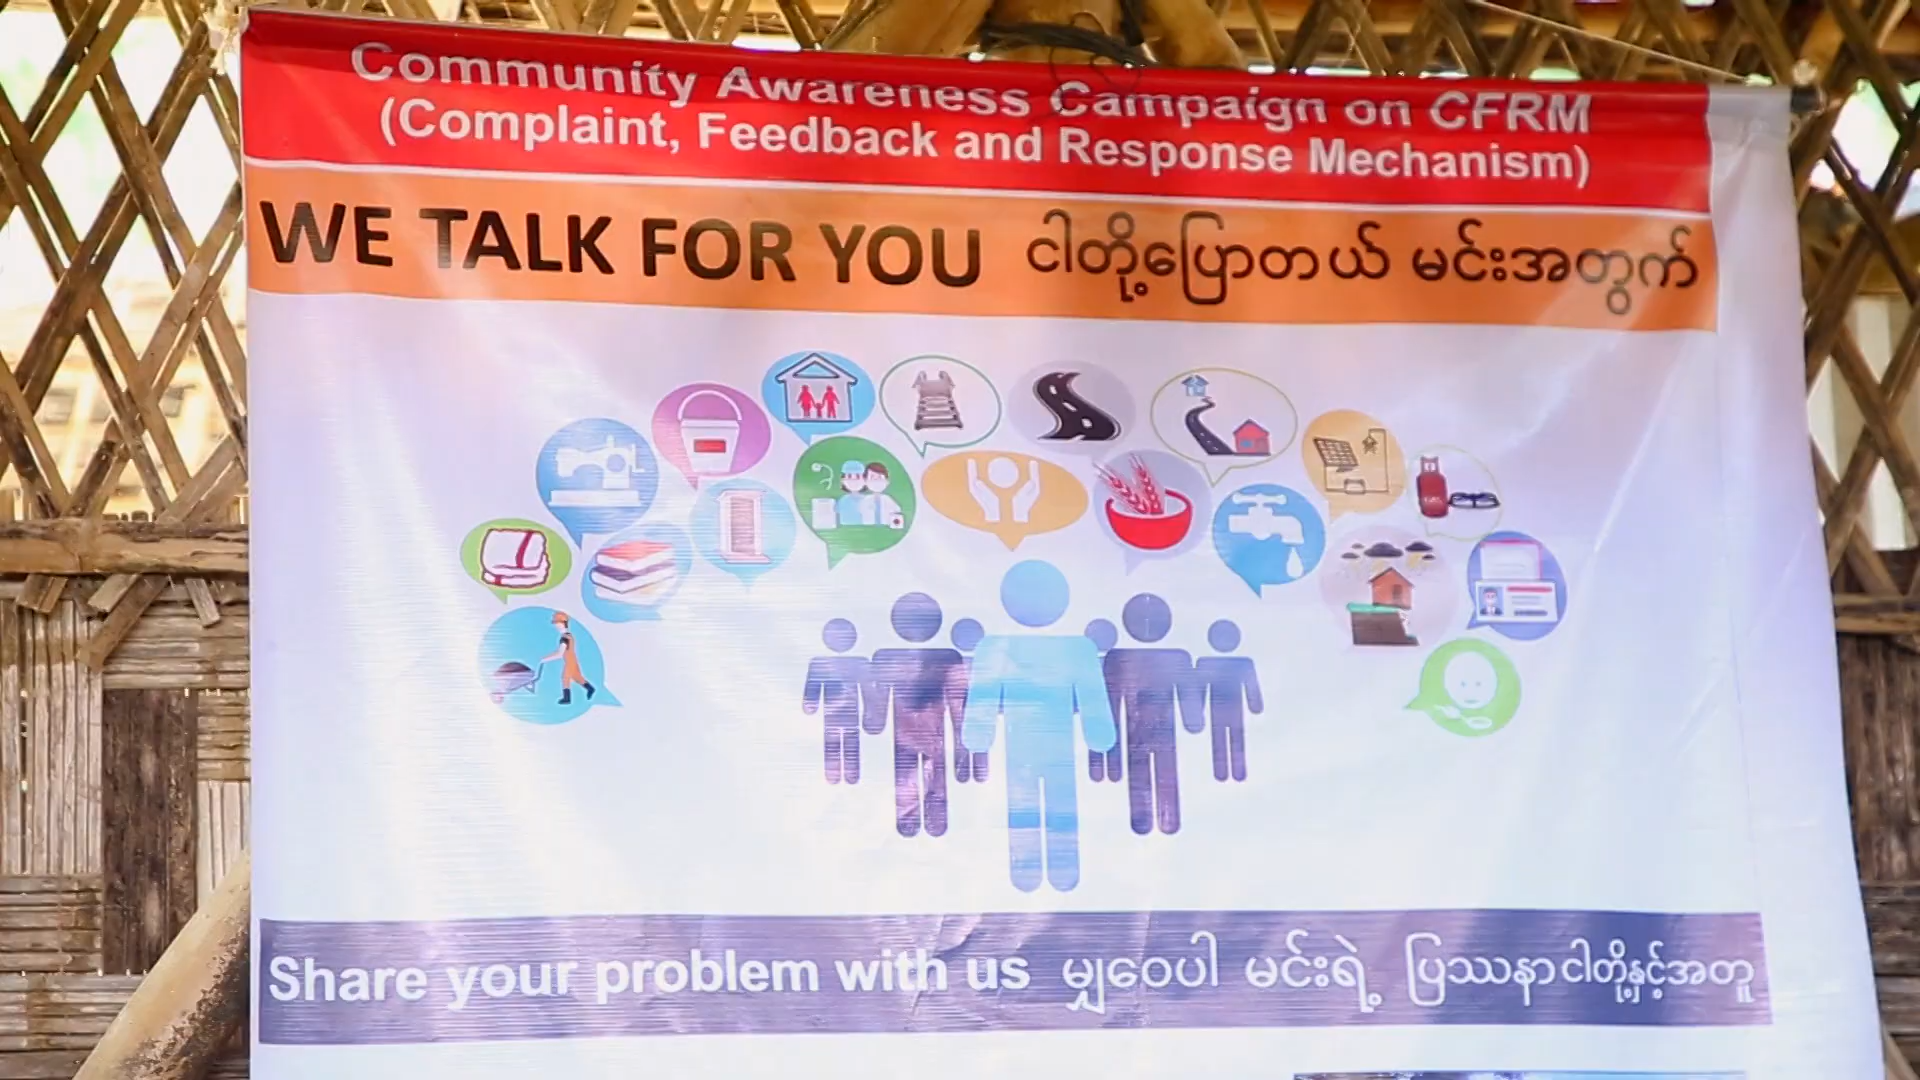 Community Awareness Campaign on CFRM
(Complaint, Feedback and Response Mechanism)
WE TALK FOR YOU ငါတို့ပြောတယ် မင်းအတွက်
GAS
Share your problem with us မျှဝေပါ မင်းရဲ့ ပြဿနာငါတို့နှင့်အတူ